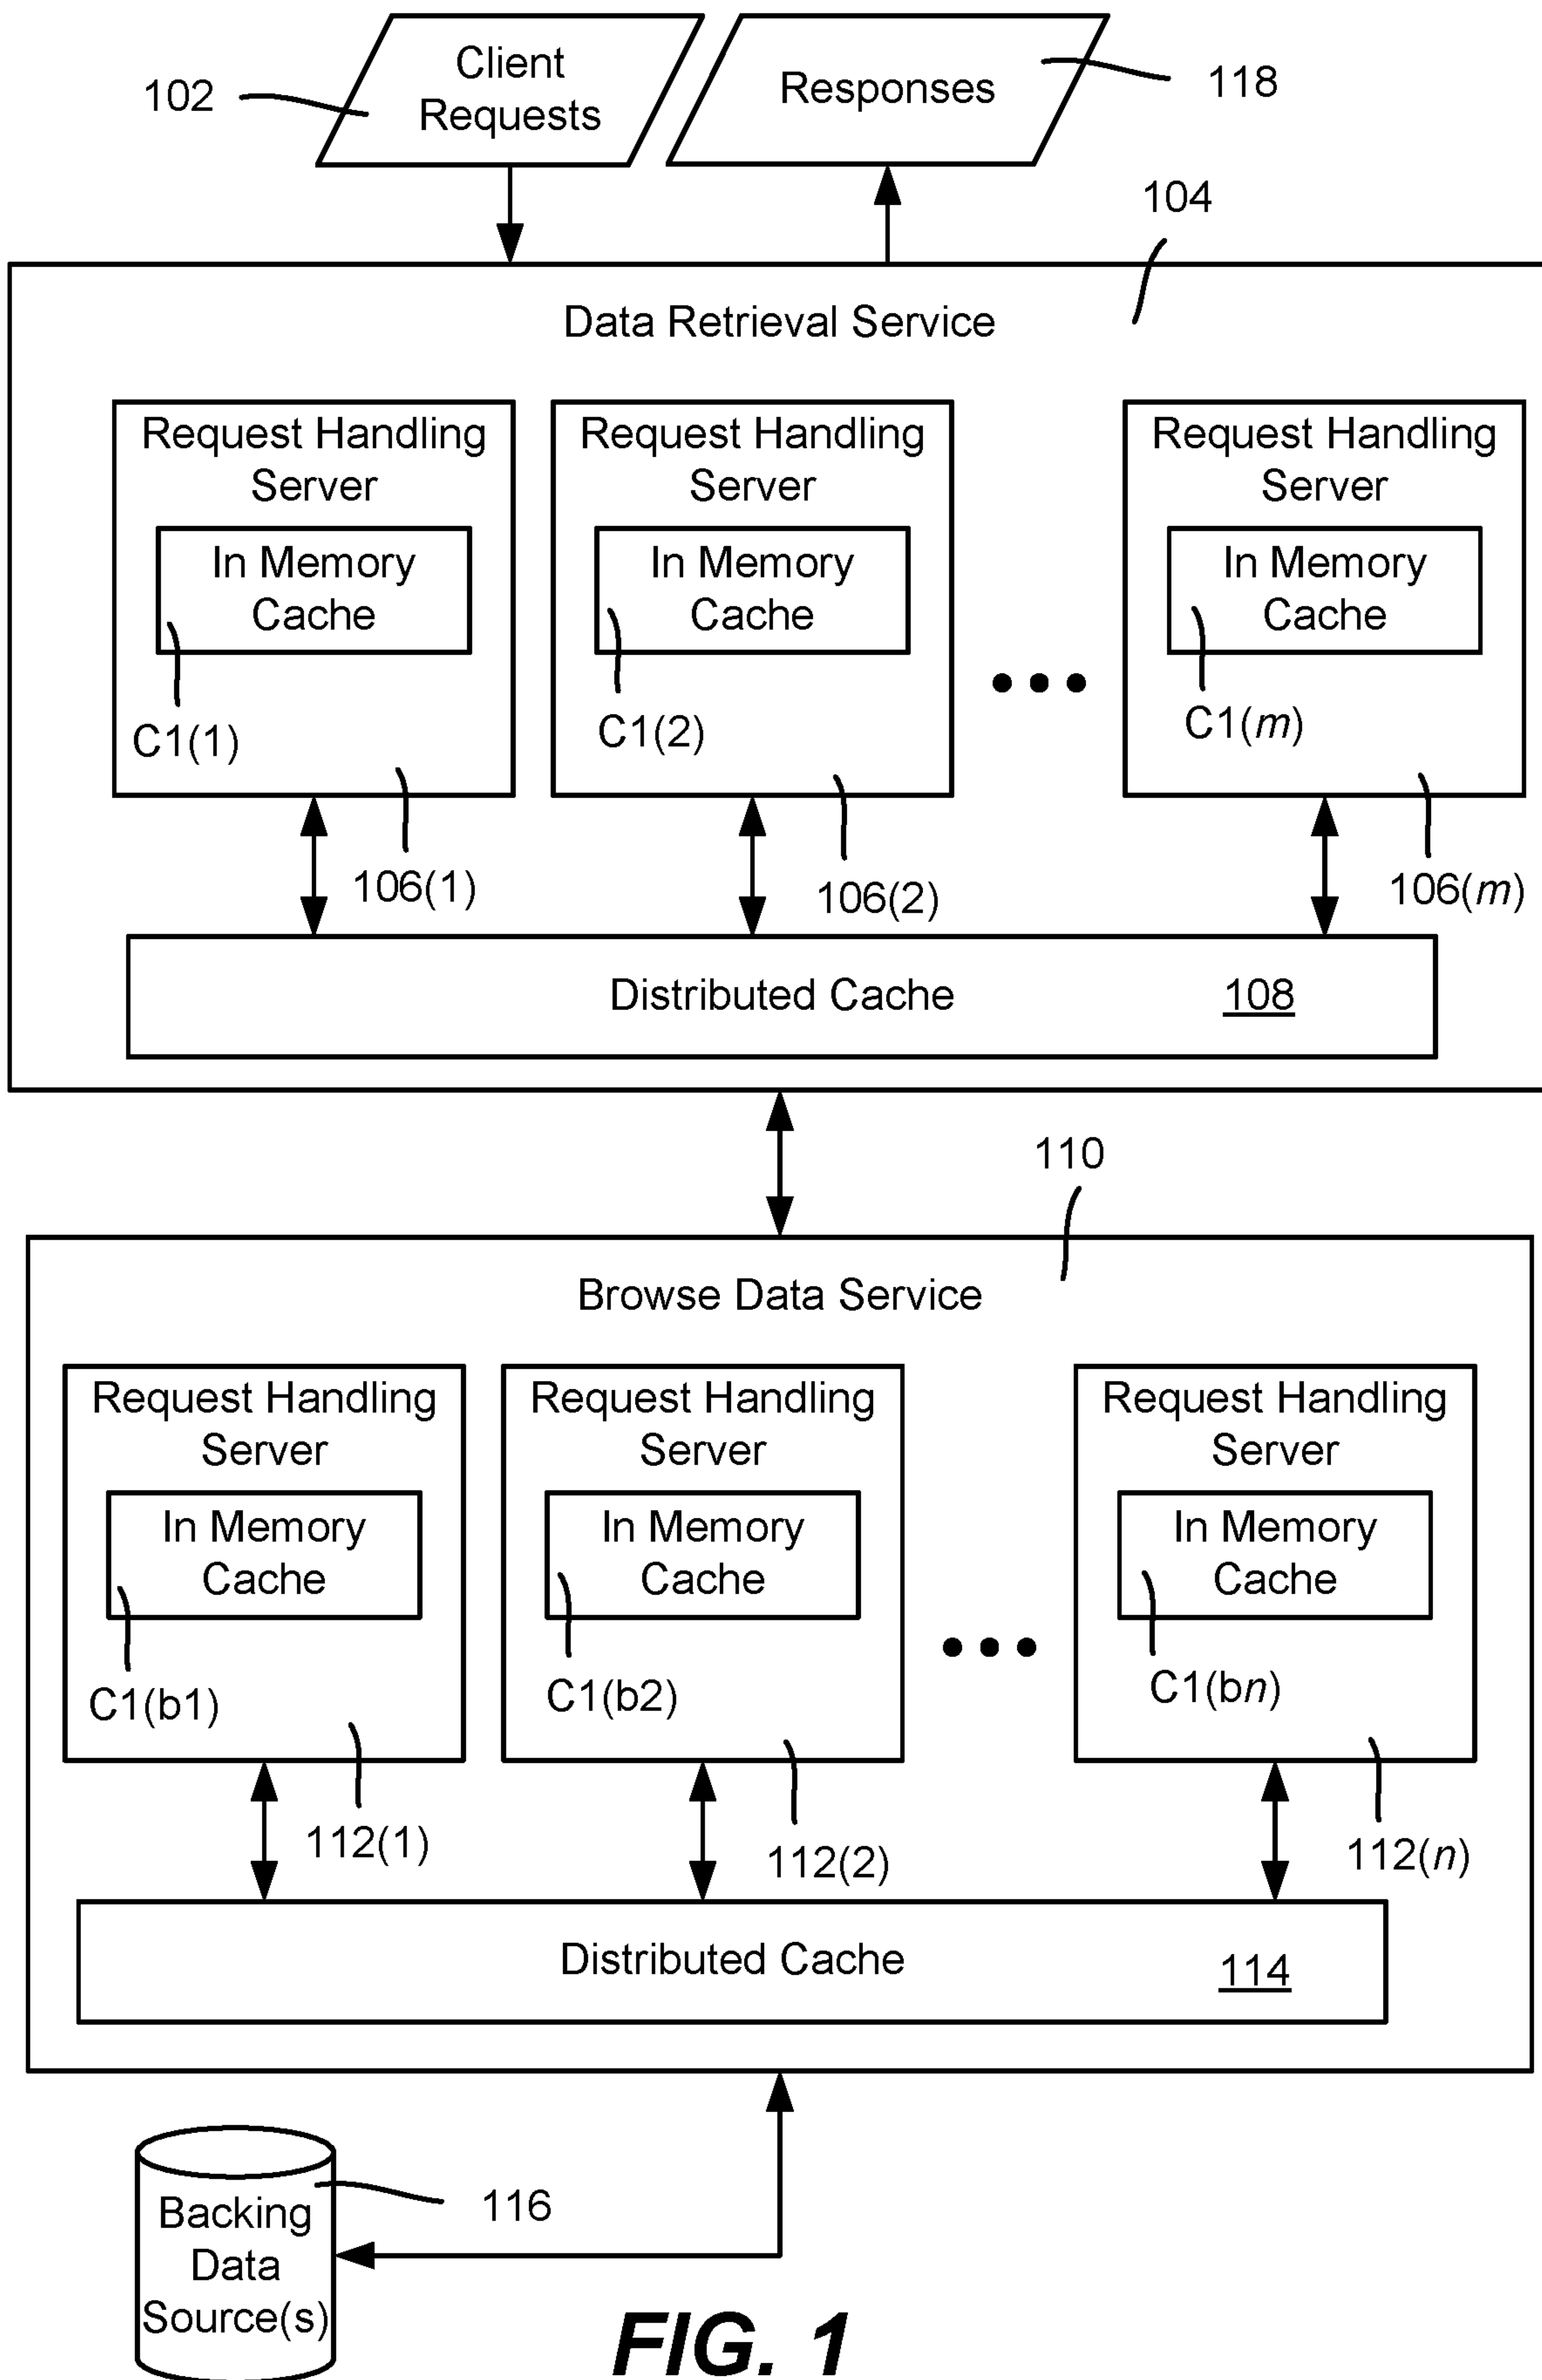 Client
Requests
102
Responses
118
104
Data Retrieval Service
Request Handling
Server
In Memory
Cache
C1(1)
106(1)
Request Handling
Server
In Memory
Cache
C1(2)
106(2)
Request Handling
Server
In Memory
Cache
C1(m)
106(m)
Distributed Cache 108
110
Browse Data Service
Request Handling
Server
In Memory
Cache
C1(b1)
112(1)
Request Handling
Server
In Memory
Cache
C1(b2)
112(2)
Request Handling
Server
In Memory
Cache
C1(bn)
112(n)
Distributed Cache 114
Backing
Data
Source(s)
116
FIG. 1